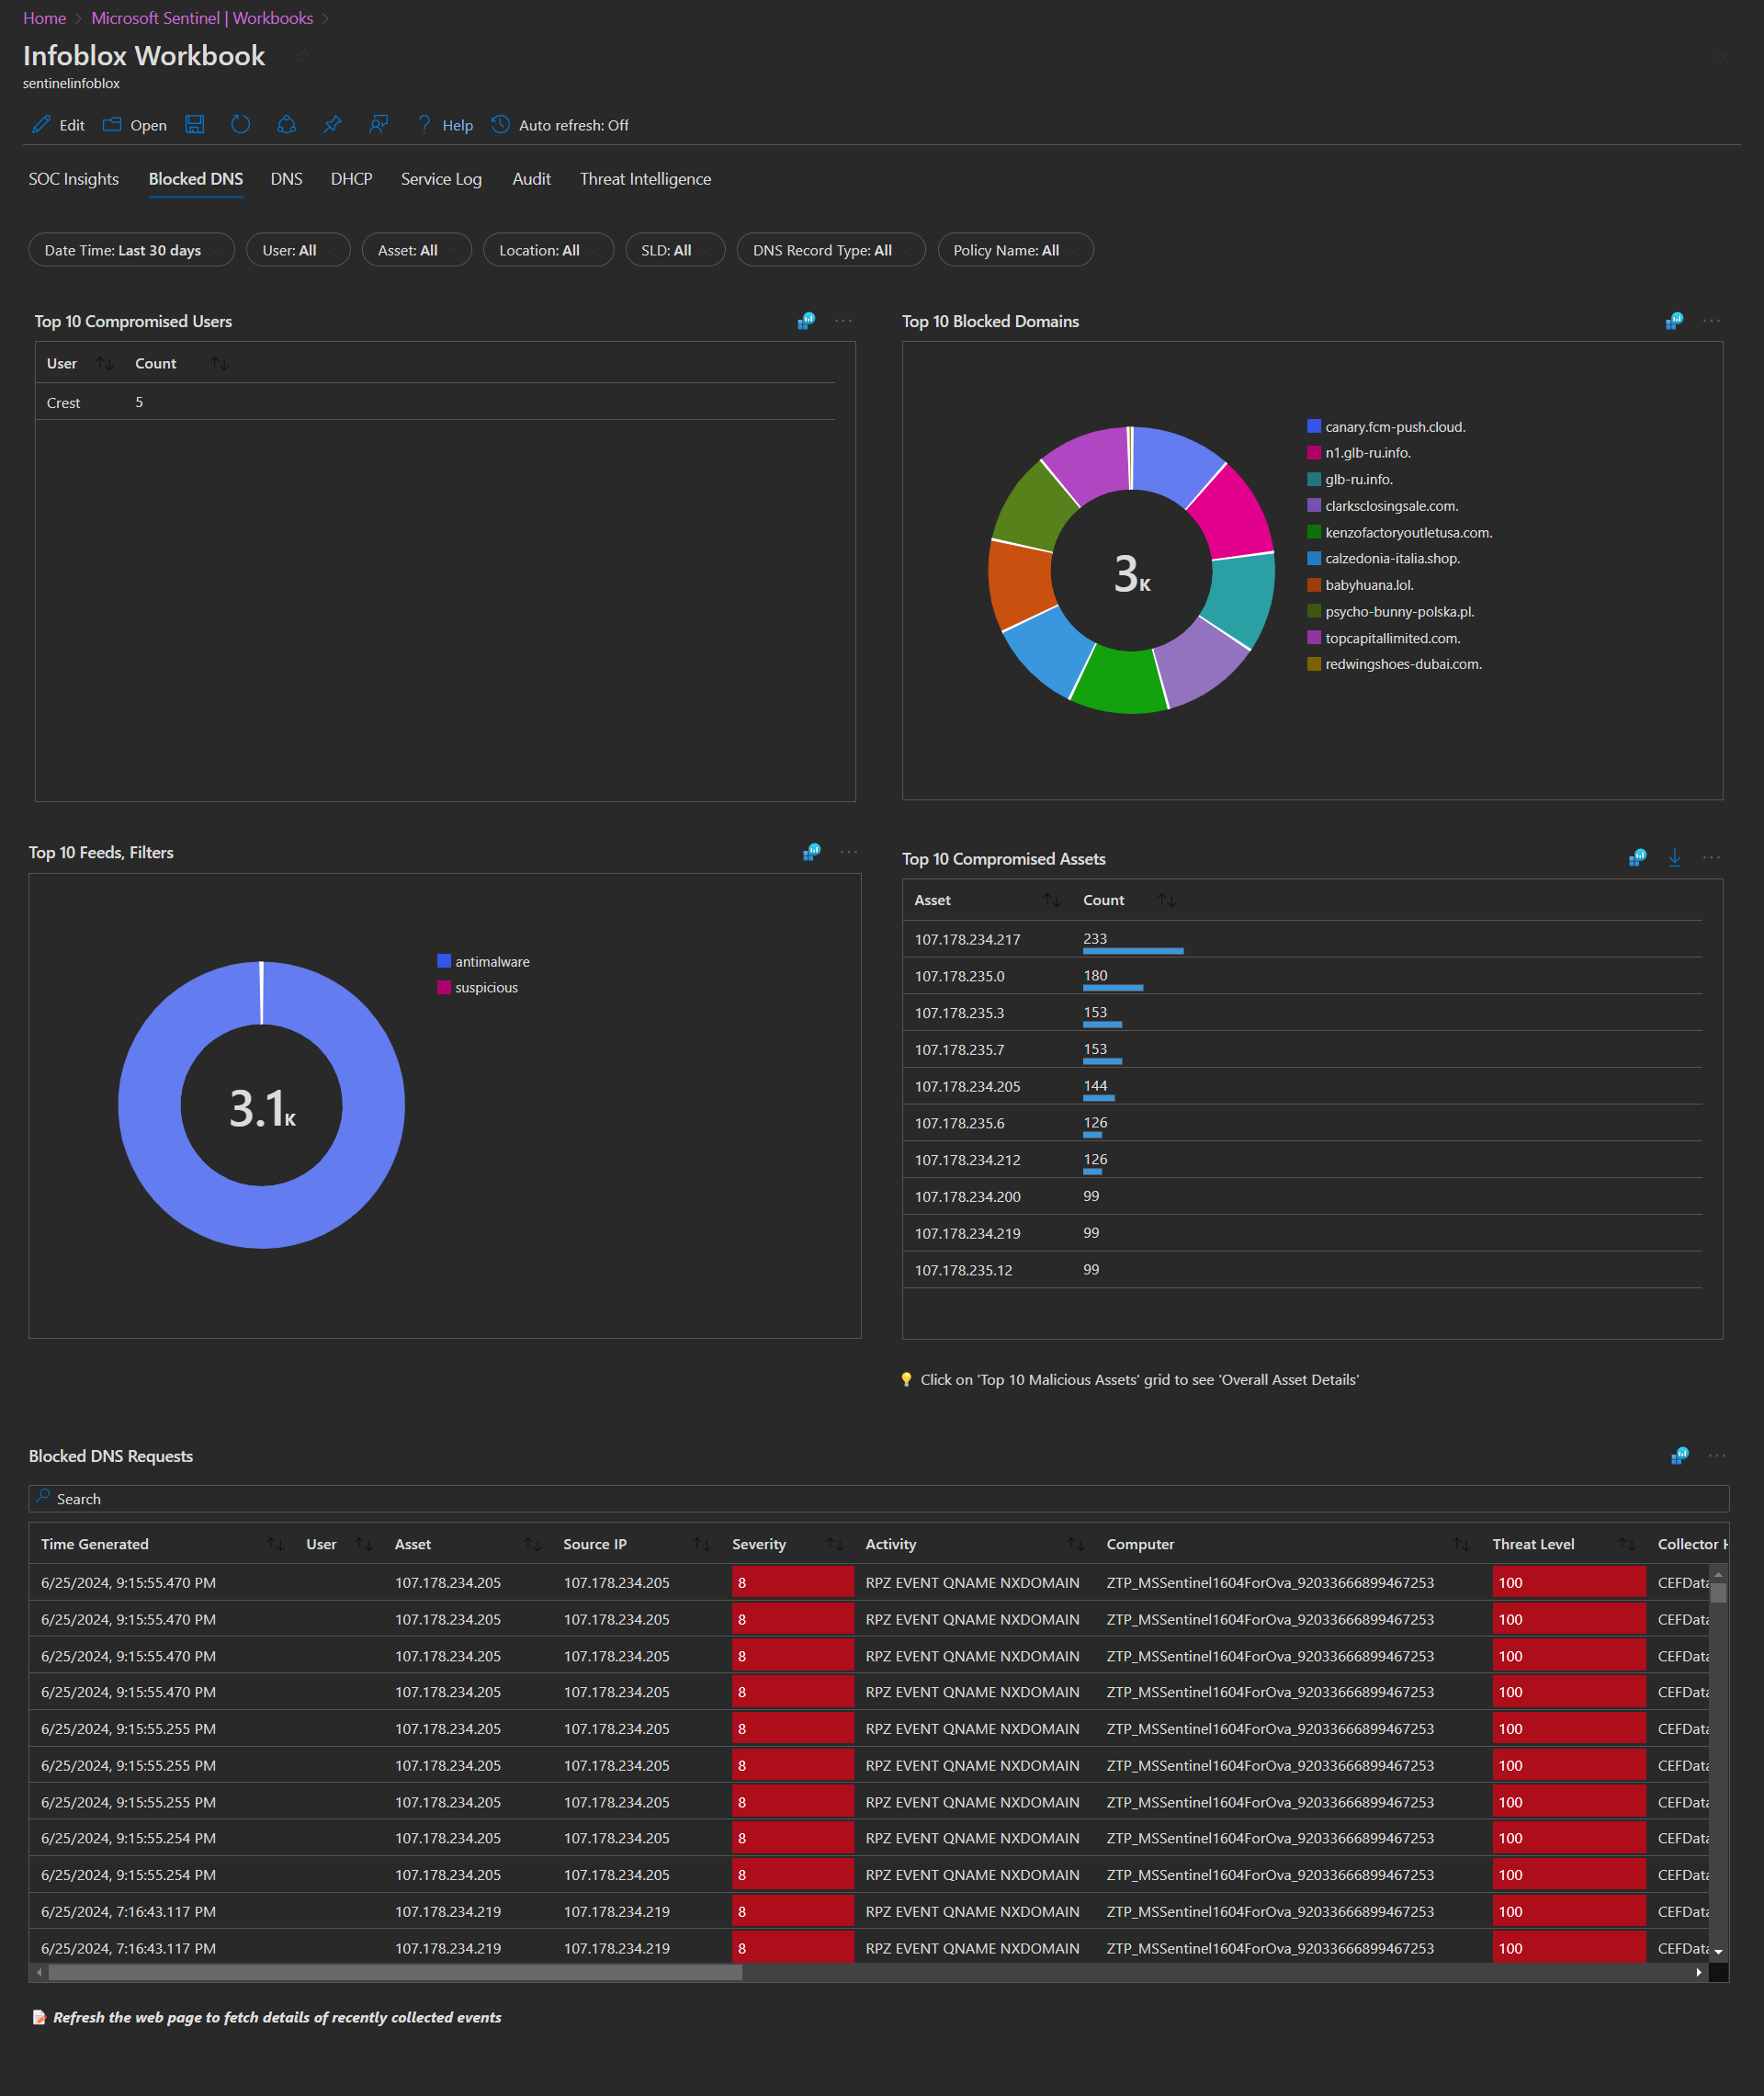 Home > Microsoft Sentinel | Workbooks >
Infoblox Workbook
sentinelinfoblox
Edit Open Help Auto refresh: Off
SOC Insights Blocked DNS DNS DHCP Service Log Audit Threat Intelligence
Date Time: Last 30 days User: All Asset: All Location: All SLD: All DNS Record Type: All Policy Name: All
Top 10 Compromised Users
User Count
Crest 5
Top 10 Blocked Domains
3K
canary.fcm-push.cloud.
n1.glb-ru.info.
glb-ru.info.
clarksclosingsale.com.
kenzofactoryoutletusa.com.
calzedonia-italia.shop.
babyhuana.lol.
psycho-bunny-polska.pl.
topcapitallimited.com.
redwingshoes-dubai.com.
Top 10 Feeds, Filters
3.1K
antimalware
suspicious
Top 10 Compromised Assets
Asset Count
107.178.234.217 233
107.178.235.0 180
107.178.235.3 153
107.178.235.7 153
107.178.234.205 144
107.178.235.6 126
107.178.234.212 126
107.178.234.200 99
107.178.234.219 99
107.178.235.12 99
Click on 'Top 10 Malicious Assets' grid to see 'Overall Asset Details'
Blocked DNS Requests
Search
Time Generated User Asset Source IP Severity Activity Computer Threat Level Collector H
6/25/2024, 9:15:55.470 PM 107.178.234.205 107.178.234.205 8 RPZ EVENT QNAME NXDOMAIN ZTP_MSSentinel1604ForOva_92033666899467253 100 CEFData
6/25/2024, 9:15:55.470 PM 107.178.234.205 107.178.234.205 8 RPZ EVENT QNAME NXDOMAIN ZTP_MSSentinel1604ForOva_92033666899467253 100 CEFData
6/25/2024, 9:15:55.470 PM 107.178.234.205 107.178.234.205 8 RPZ EVENT QNAME NXDOMAIN ZTP_MSSentinel1604ForOva_92033666899467253 100 CEFData
6/25/2024, 9:15:55.470 PM 107.178.234.205 107.178.234.205 8 RPZ EVENT QNAME NXDOMAIN ZTP_MSSentinel1604ForOva_92033666899467253 100 CEFData
6/25/2024, 9:15:55.255 PM 107.178.234.205 107.178.234.205 8 RPZ EVENT QNAME NXDOMAIN ZTP_MSSentinel1604ForOva_92033666899467253 100 CEFData
6/25/2024, 9:15:55.255 PM 107.178.234.205 107.178.234.205 8 RPZ EVENT QNAME NXDOMAIN ZTP_MSSentinel1604ForOva_92033666899467253 100 CEFData
6/25/2024, 9:15:55.255 PM 107.178.234.205 107.178.234.205 8 RPZ EVENT QNAME NXDOMAIN ZTP_MSSentinel1604ForOva_92033666899467253 100 CEFData
6/25/2024, 9:15:55.254 PM 107.178.234.205 107.178.234.205 8 RPZ EVENT QNAME NXDOMAIN ZTP_MSSentinel1604ForOva_92033666899467253 100 CEFData
6/25/2024, 9:15:55.254 PM 107.178.234.205 107.178.234.205 8 RPZ EVENT QNAME NXDOMAIN ZTP_MSSentinel1604ForOva_92033666899467253 100 CEFData
6/25/2024, 7:16:43.117 PM 107.178.234.219 107.178.234.219 8 RPZ EVENT QNAME NXDOMAIN ZTP_MSSentinel1604ForOva_92033666899467253 100 CEFData
6/25/2024, 7:16:43.117 PM 107.178.234.219 107.178.234.219 8 RPZ EVENT QNAME NXDOMAIN ZTP_MSSentinel1604ForOva_92033666899467253 100 CEFData
Refresh the web page to fetch details of recently collected events